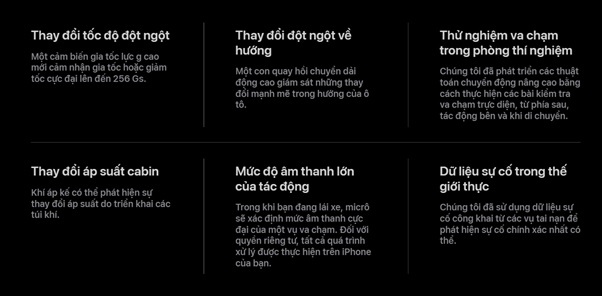 Thay đổi tốc độ đột ngột
Một cảm biến gia tốc lực g cao
mới cảm nhận gia tốc hoặc giảm
tốc cực đại lên đến 256 Gs.
Thay đổi đột ngột về
hướng
Một con quay hồi chuyển dải
động cao giám sát những thay
đổi mạnh mẽ trong hướng của ô
tô.
Thử nghiệm va chạm
trong phòng thí nghiệm
Chúng tôi đã phát triển các thuật
toán chuyển động nâng cao bằng
cách thực hiện các bài kiểm tra
va chạm trực diện, từ phía sau,
tác động bên và khi di chuyển.
Thay đổi áp suất cabin
Khí áp kế có thể phát hiện sự
thay đổi áp suất do triển khai các
túi khí.
Mức độ âm thanh lớn
của tác động
Trong khi bạn đang lái xe, micrô
sẽ xác định mức âm thanh cực
đại của một vụ va chạm. Đối với
quyền riêng tư, tất cả quá trình
xử lý được thực hiện trên iPhone
của bạn.
Dữ liệu sự cố trong thế
giới thực
Chúng tôi đã sử dụng dữ liệu sự
cố công khai từ các vụ tai nạn để
phát hiện sự cố chính xác nhất có
thể.